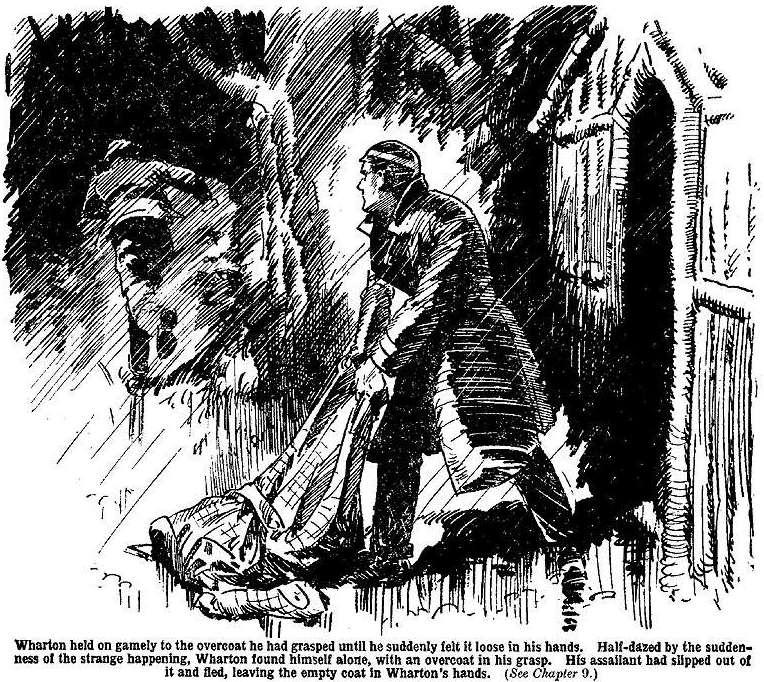 Wharton held on gamely to the overcoat he had grasped until he suddenly felt it loose in his hands. Half-dazed by the sudden-
ness of the strange happening, Wharton found himself alone, with an overcoat in his grasp. His assailant had slipped out of
it and fled, leaving the empty coat in Wharton's hands. (See Chapter 9.)